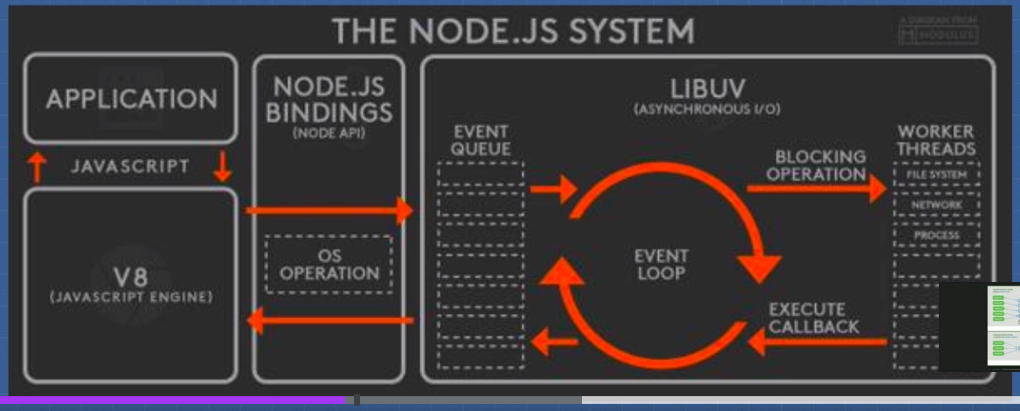 THE NODE.JS SYSTEM
A DIAGRAM FROM
MODULUS
APPLICATION
JAVASCRIPT
V8
(JAVASCRIPT ENGINE)
NODE.JS
BINDINGS
(NODE API)
OS
OPERATION
LIBUV
(ASYNCHRONOUS I/O)
EVENT
QUEUE
EVENT
LOOP
BLOCKING
OPERATION
EXECUTE
CALLBACK
WORKER
THREADS
FILE SYSTEM
NETWORK
PROCESS